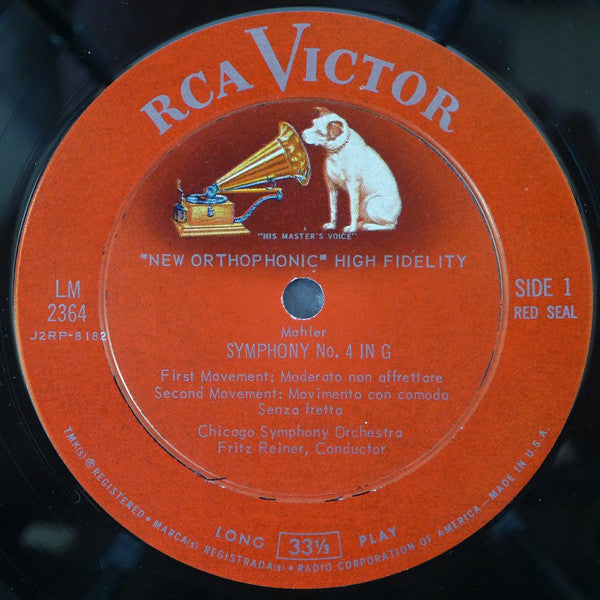 RCA VICTOR
"HIS MASTER'S VOICE"
"NEW ORTHOPHONIC" HIGH FIDELITY
LM
2364
J2RP-8182
SIDE 1
RED SEAL
Mahler
SYMPHONY No. 4 IN G
First Movement: Moderato non affrettare
Second Movement: Movimento con comodo
Senza fretta
Chicago Symphony Orchestra
Fritz Reiner, Conductor
LONG 33⅓ PLAY
TMK(s) ® REGISTERED • MARCA(s) REGISTRADA(s) • RADIO CORPORATION OF AMERICA—MADE IN U.S.A.